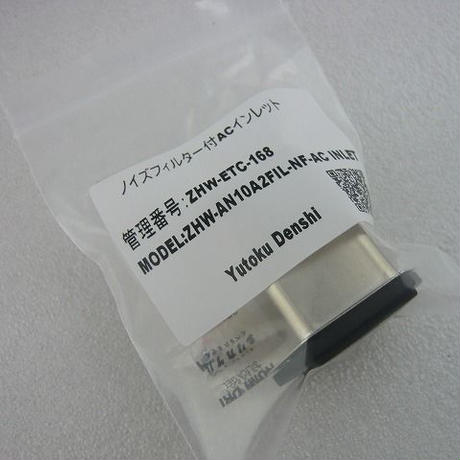 ノイズフィルター付ACインレット
管理番号:ZHW-ETC-168
MODEL:ZHW-AN10A2FIL-NF-AC INLET
Yutoku Denshi